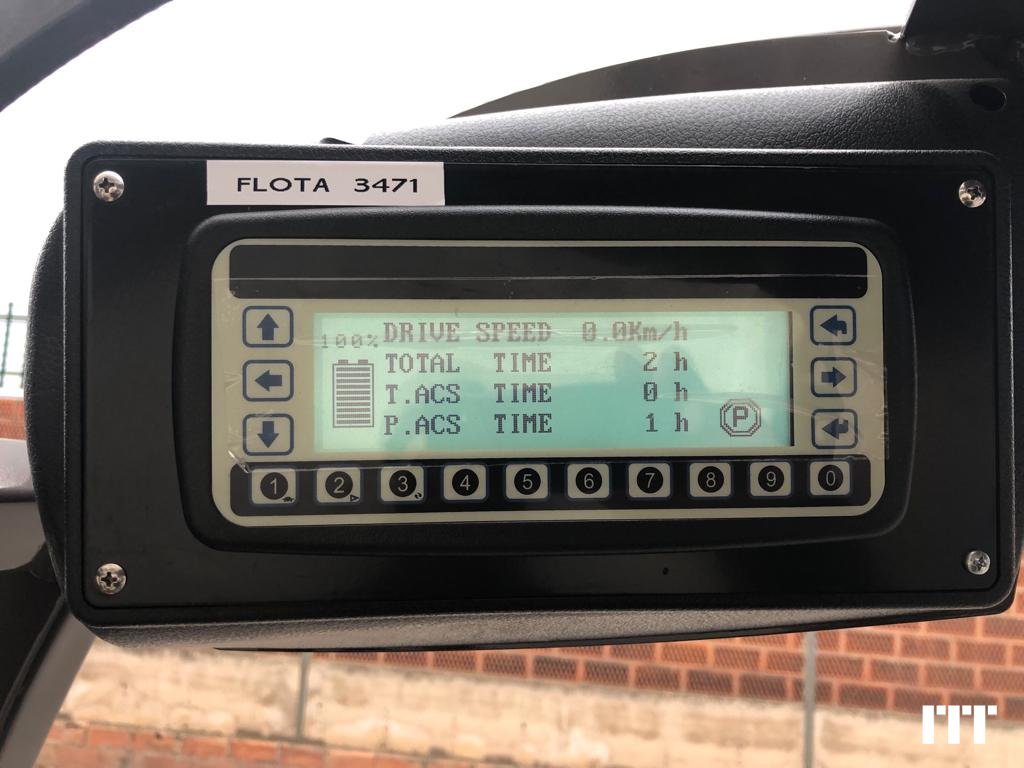 FLOTA 3471
100% DRIVE SPEED 0.0Km/h
TOTAL TIME 2 h
T.ACS TIME 0 h
P.ACS TIME 1 h
P
1 2 3 4 5 6 7 8 9 0
ITT